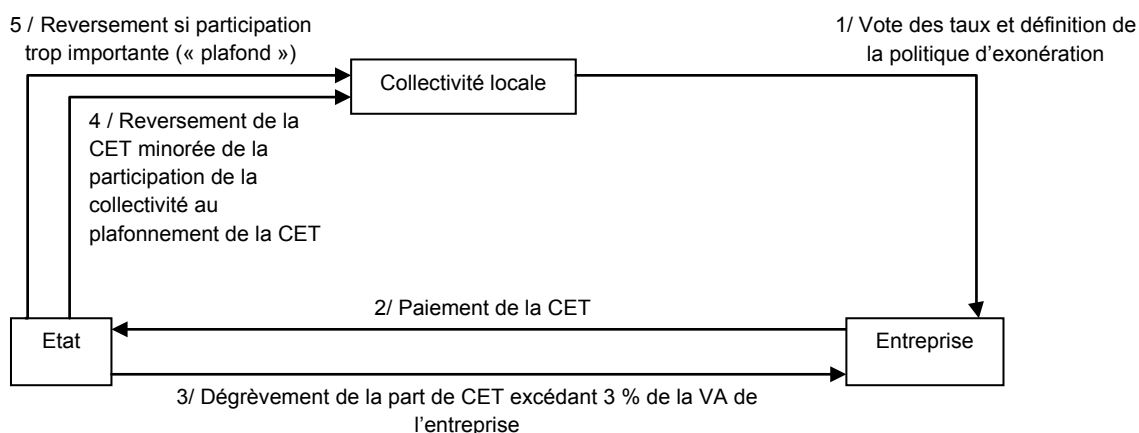 5 / Reversement si participation
trop importante (« plafond »)
1/ Vote des taux et définition de
la politique d’exonération
Collectivité locale
4 / Reversement de la
CET minorée de la
participation de la
collectivité au
plafonnement de la CET
2/ Paiement de la CET
Etat
Entreprise
3/ Dégrèvement de la part de CET excédant 3 % de la VA de
l’entreprise